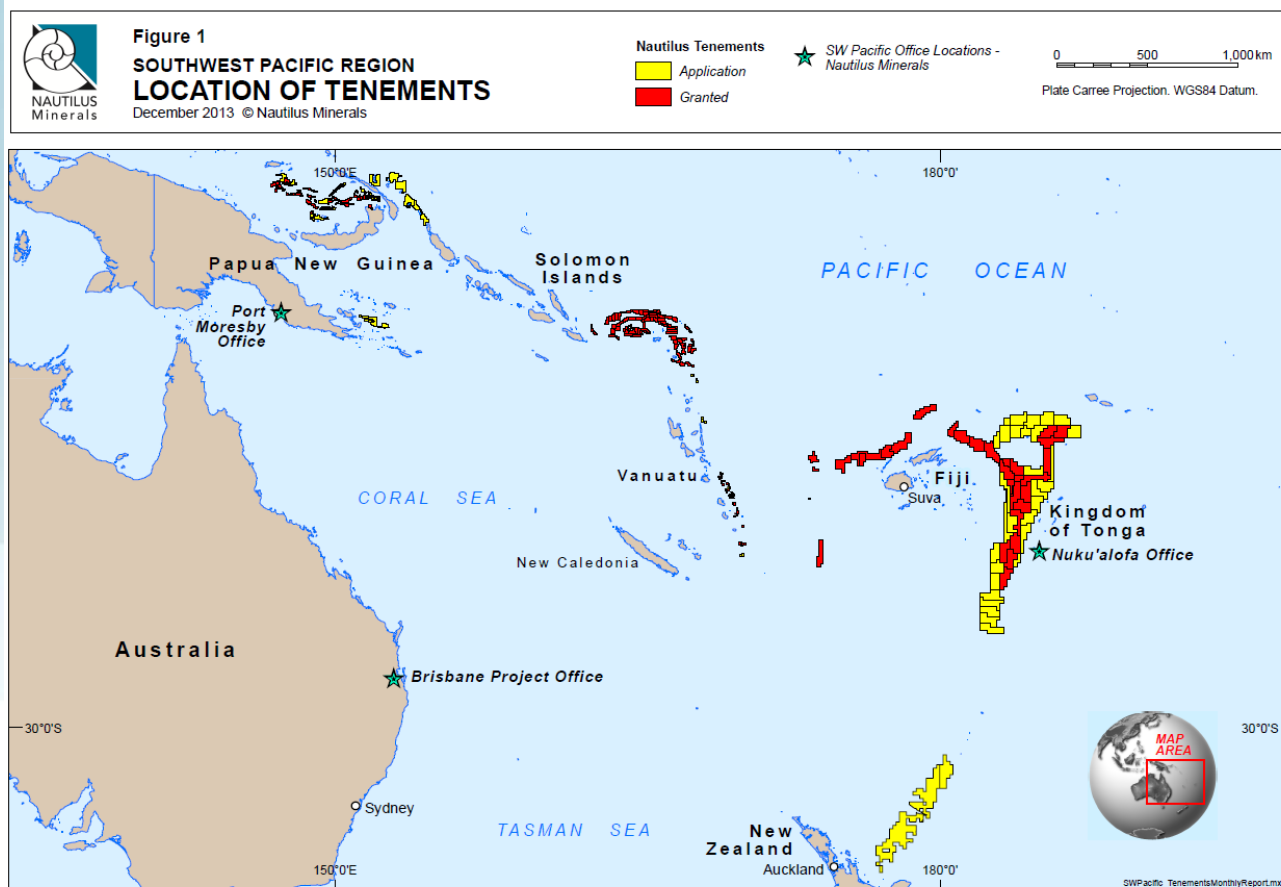 NAUTILUS
Minerals
Figure 1
SOUTHWEST PACIFIC REGION
LOCATION OF TENEMENTS
December 2013 © Nautilus Minerals
Nautilus Tenements
Application
Granted
SW Pacific Office Locations -
Nautilus Minerals
0 500 1,000 km
Plate Carree Projection. WGS84 Datum.
150°0'E
180°0'
Papua New Guinea
Solomon
Islands
PACIFIC OCEAN
Port
Moresby
Office
Vanuatu
Fiji
Suva
CORAL SEA
Kingdom
of Tonga
Nuku'alofa Office
New Caledonia
Australia
Brisbane Project Office
30°0'S
30°0'S
MAP
AREA
Sydney
TASMAN SEA
New
Zealand
Auckland
150°0'E
180°0'